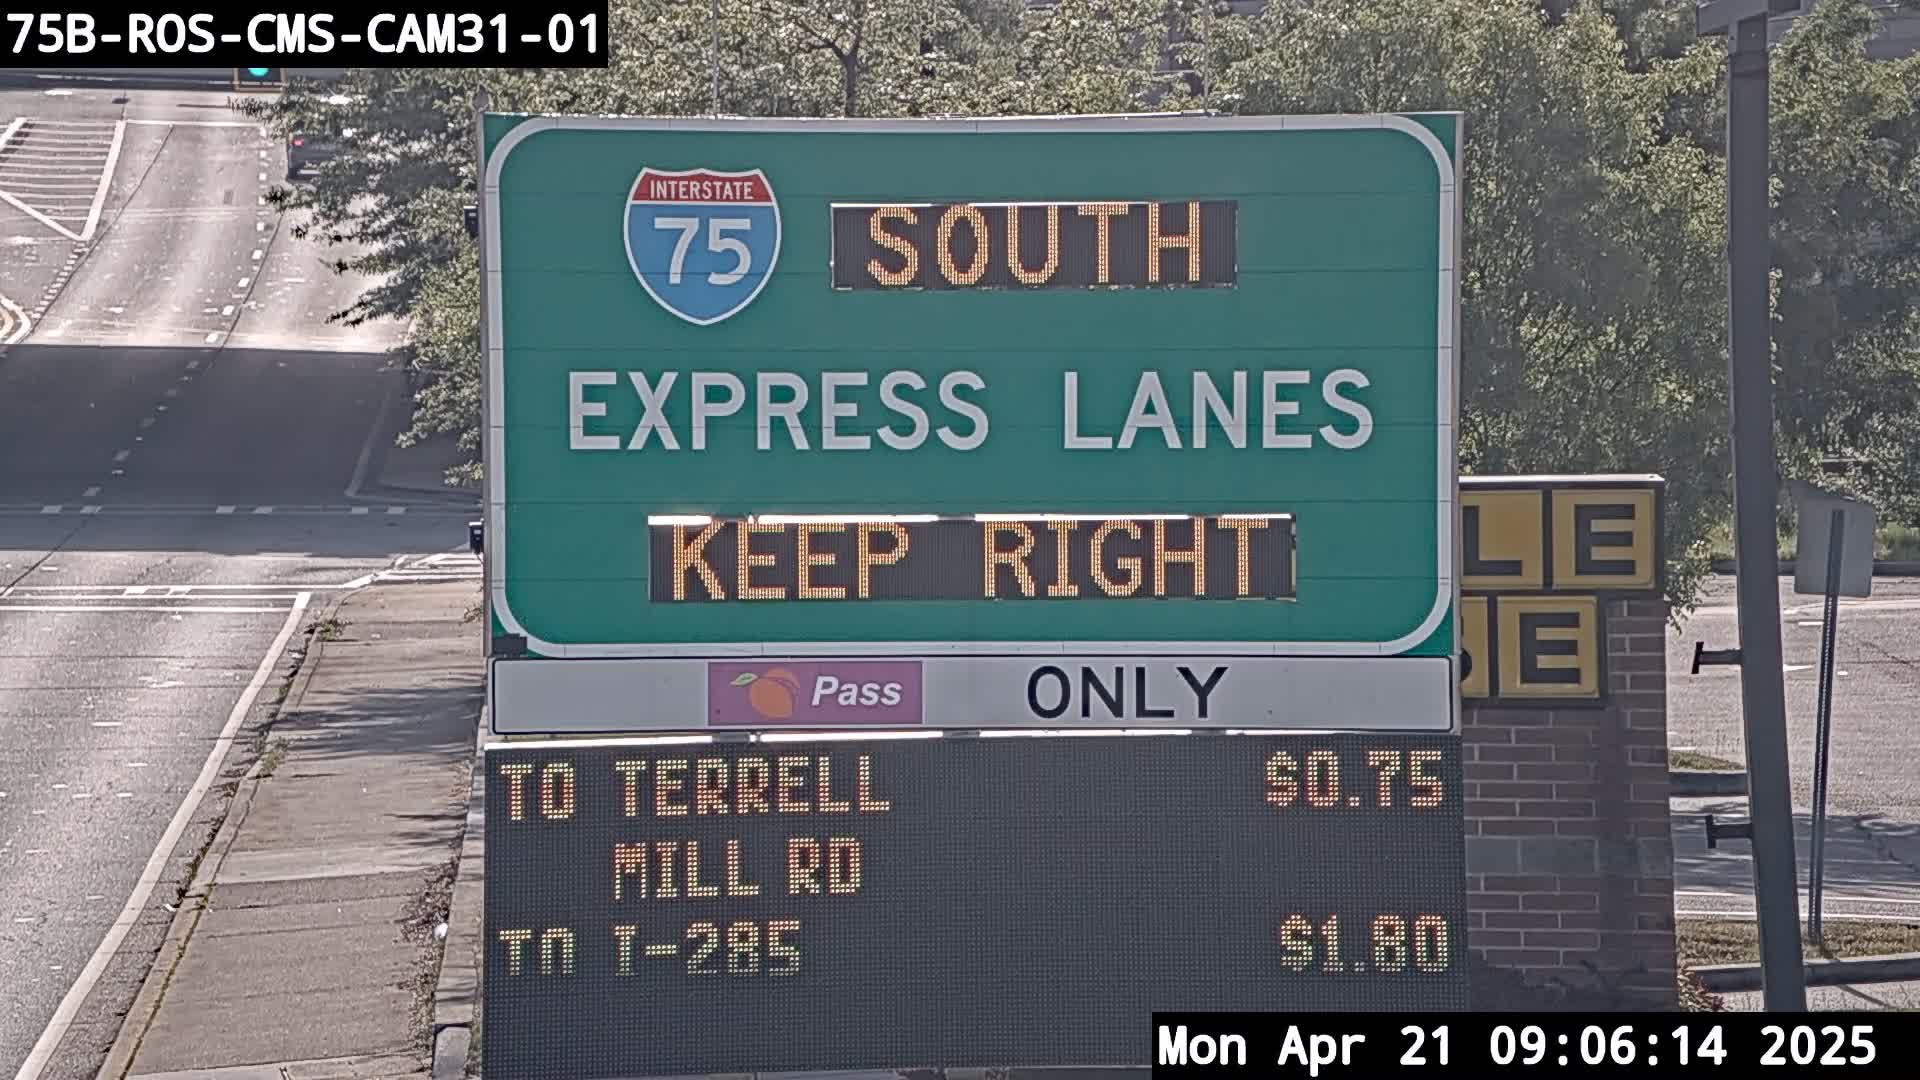 75B-ROS-CMS-CAM31-01
INTERSTATE
75
SOUTH
EXPRESS LANES
KEEP RIGHT
Pass ONLY
TO TERRELL $0.75
MILL RD
TO I-285 $1.80
LE
E
Mon Apr 21 09:06:14 2025